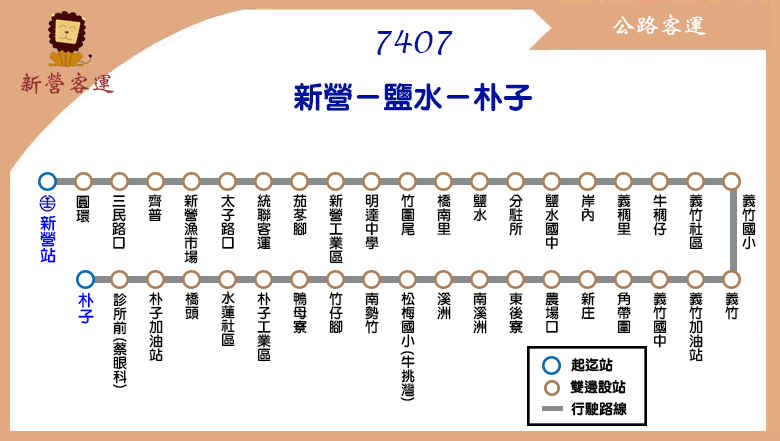 新營客運
7407
公路客運
新營－鹽水－朴子
主新營站
圓環
三民路口
齊普
新營漁市場
太子路口
統聯客運
茄苳腳
新營工業區
明達中學
竹圍尾
橋南里
鹽水
分駐所
鹽水國中
岸內
義稠里
牛稠仔
義竹社區
義竹國小
朴子
診所前(蔡眼科)
朴子加油站
橋頭
水蓮社區
朴子工業區
鴨母寮
竹仔腳
南勢竹
松梅國小(牛挑灣)
溪洲
南溪洲
東後寮
農場口
新庄
角帶圍
義竹國中
義竹加油站
義竹
起迄站
雙邊設站
行駛路線